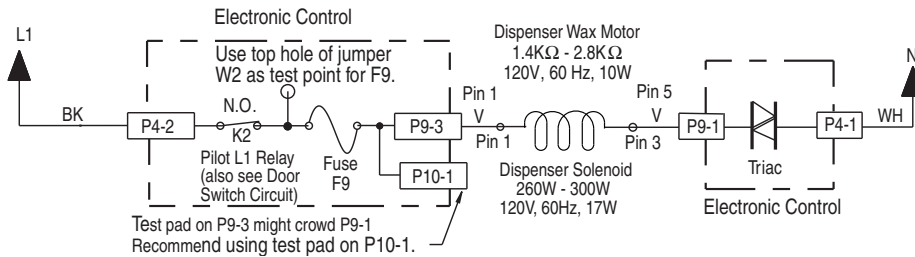 Electronic Control
L1
Use top hole of jumper
W2 as test point for F9.
Dispenser Wax Motor
1.4KΩ - 2.8KΩ
120V, 60 Hz, 10W
N
BK
P4-2
N.O.
K2
Pilot L1 Relay
(also see Door
Switch Circuit)
Fuse
F9
P9-3
P10-1
Pin 1
V
Pin 1
Pin 5
V
Pin 3
P9-1
Triac
P4-1
WH
Dispenser Solenoid
260W - 300W
120V, 60Hz, 17W
Electronic Control
Test pad on P9-3 might crowd P9-1
Recommend using test pad on P10-1.